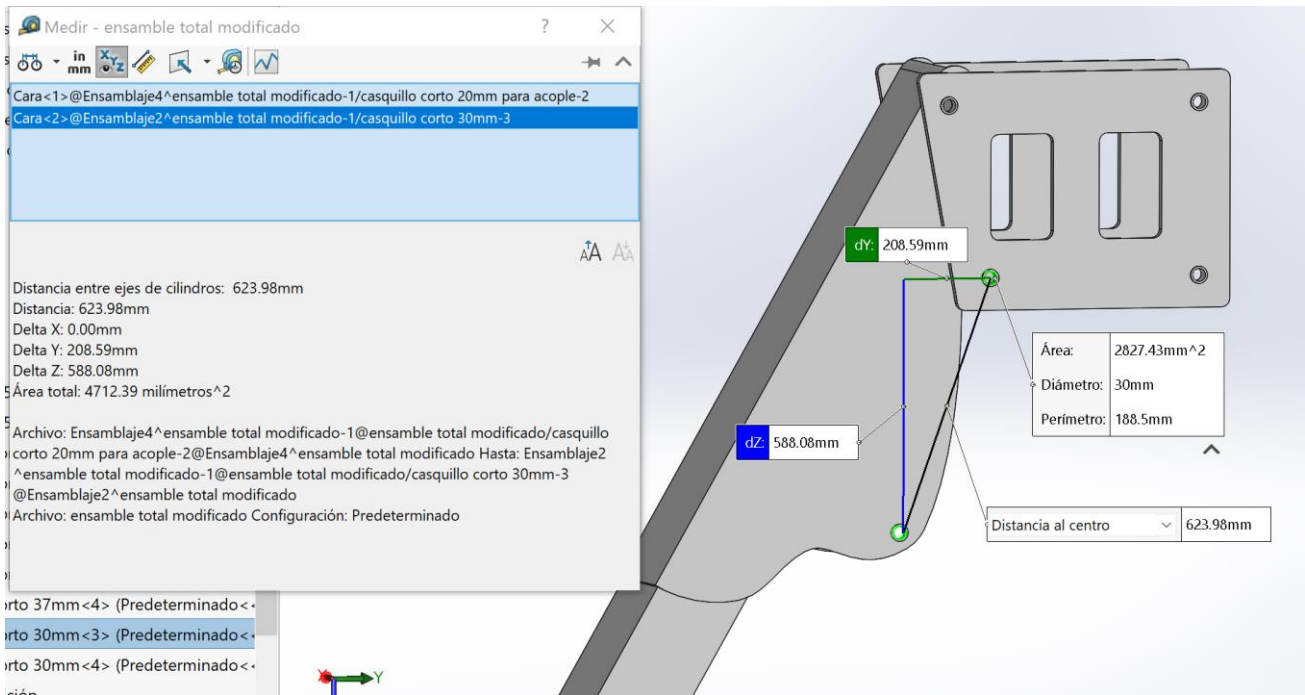 Medir - ensamble total modificado
?
in
mm
XYZ
Cara<1>@Ensamblaje4^ensamble total modificado-1/casquillo corto 20mm para acople-2
Cara<2>@Ensamblaje2^ensamble total modificado-1/casquillo corto 30mm-3
AA AA
Distancia entre ejes de cilindros: 623.98mm
Distancia: 623.98mm
Delta X: 0.00mm
Delta Y: 208.59mm
Delta Z: 588.08mm
Área total: 4712.39 milímetros^2
Archivo: Ensamblaje4^ensamble total modificado-1@ensamble total modificado/casquillo
corto 20mm para acople-2@Ensamblaje4^ensamble total modificado Hasta: Ensamblaje2
^ensamble total modificado-1@ensamble total modificado/casquillo corto 30mm-3
@Ensamblaje2^ensamble total modificado
Archivo: ensamble total modificado Configuración: Predeterminado
orto 37mm<4> (Predeterminado<
orto 30mm<3> (Predeterminado<
orto 30mm<4> (Predeterminado<
dY: 208.59mm
Área: 2827.43mm^2
Diámetro: 30mm
Perímetro: 188.5mm
dZ: 588.08mm
Distancia al centro 623.98mm
Y